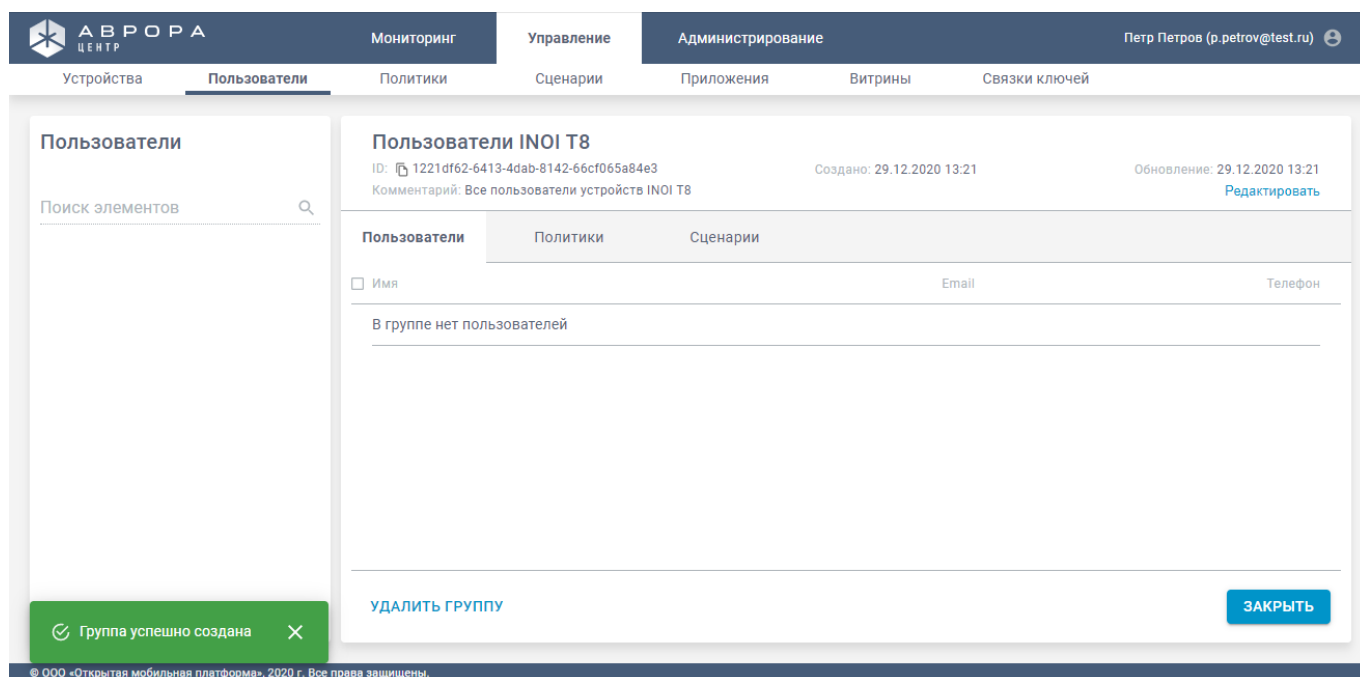 АВРОРА
ЦЕНТР
Мониторинг Управление Администрирование Петр Петров (p.petrov@test.ru)
Устройства Пользователи Политики Сценарии Приложения Витрины Связки ключей
Пользователи
Поиск элементов
Пользователи INOI T8
ID: 1221df62-6413-4dab-8142-66cf065a84e3 Создано: 29.12.2020 13:21 Обновление: 29.12.2020 13:21
Комментарий: Все пользователи устройств INOI T8 Редактировать
Пользователи Политики Сценарии
Имя Email Телефон
В группе нет пользователей
УДАЛИТЬ ГРУППУ ЗАКРЫТЬ
Группа успешно создана
© ООО «Открытая мобильная платформа», 2020 г. Все права защищены.